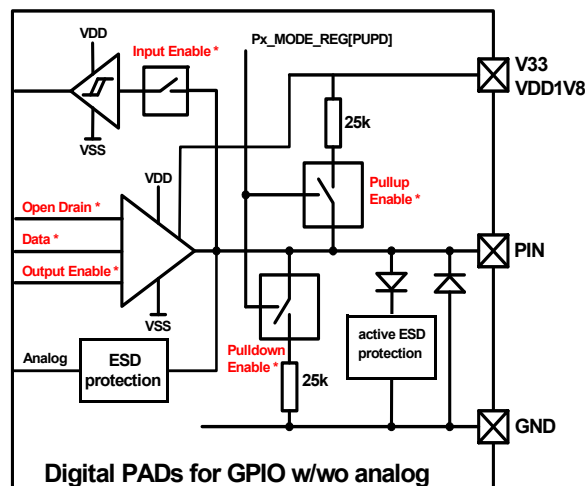 Px_MODE_REG[PUPD]
VDD
Input Enable *
V33
VDD1V8
25k
VSS
VDD
Pullup
Enable *
Open Drain *
Data *
PIN
Output Enable *
VSS
active ESD
protection
Analog
ESD
protection
Pulldown
Enable *
25k
GND
Digital PADs for GPIO w/wo analog